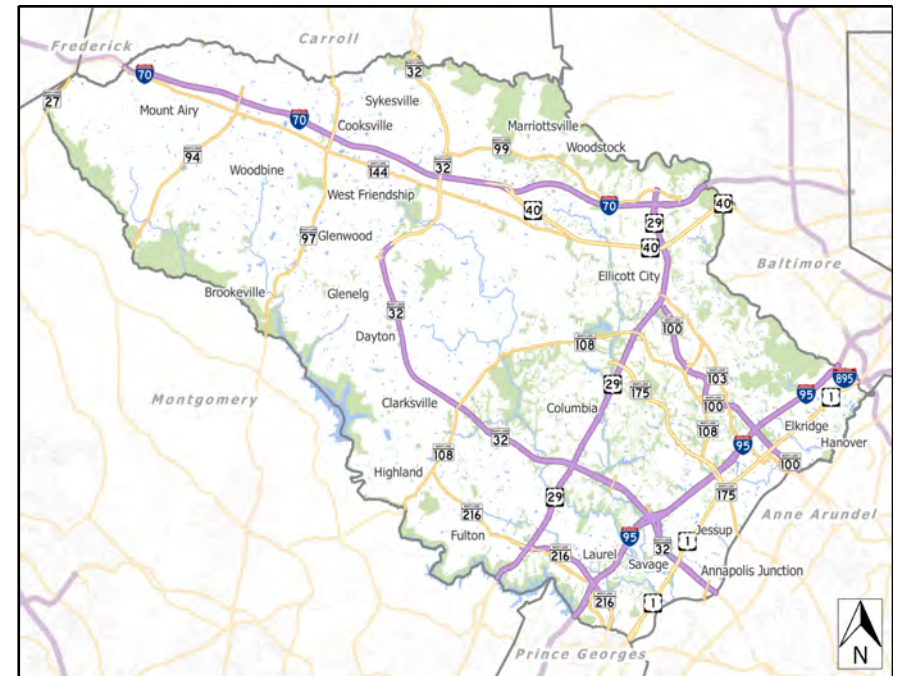 Carroll
Frederick
32
70
27
Mount Airy
Sykesville
70
Cooksville
Marriottsville
99
Woodstock
94
144
32
Woodbine
West Friendship
70
40
40
29
97
Glenwood
40
Baltimore
Ellicott City
Brookeville
Glenelg
32
Dayton
100
108
895
103
95
29
175
1
Montgomery
Clarksville
Columbia
100
Elkridge
108
32
95
Hanover
108
100
Highland
29
175
216
Anne Arundel
Fulton
Jessup
95
1
216
Laurel
32
Savage
Annapolis Junction
216
1
N
Prince Georges